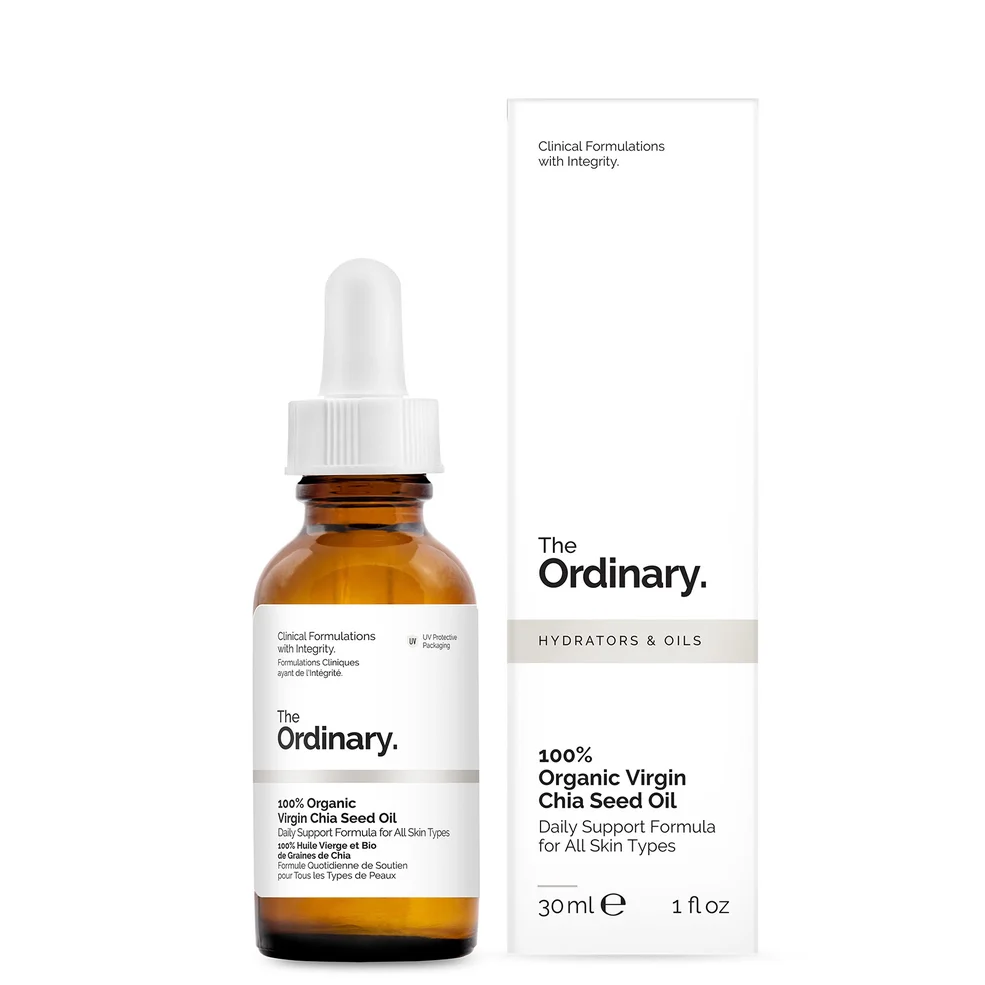 Clinical Formulations
with Integrity.
Formulations Cliniques
ayant de l'Intégrité.
UV
UV Protective
Packaging
The
Ordinary.
100% Organic
Virgin Chia Seed Oil
Daily Support Formula for All Skin Types
100% Huile Vierge et Bio
de Graines de Chia
Formule Quotidienne de Soutien
pour Tous les Types de Peaux
Clinical Formulations
with Integrity.
The
Ordinary.
HYDRATORS & OILS
100%
Organic Virgin
Chia Seed Oil
Daily Support Formula
for All Skin Types
30 ml ℮ 1 fl oz